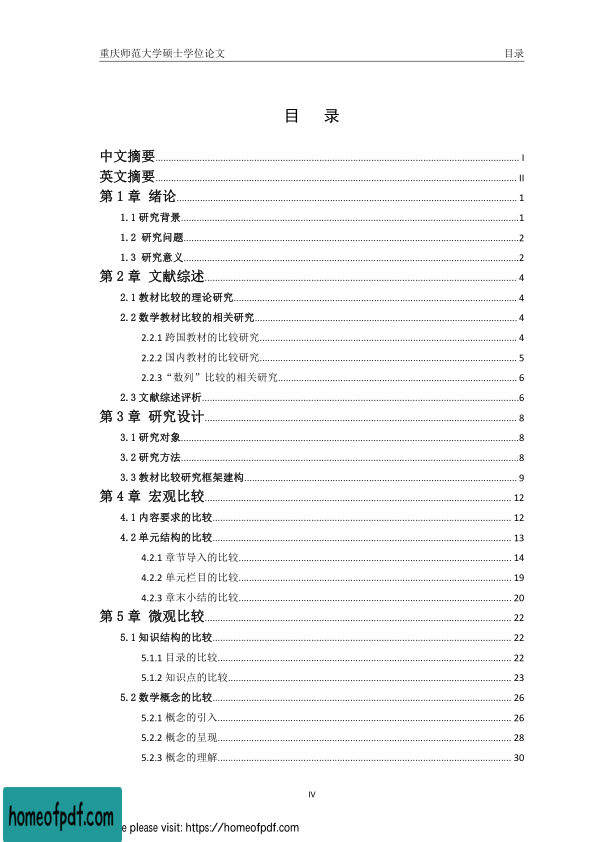 重庆师范大学硕士学位论文 目录
目 录
中文摘要 I
英文摘要 II
第 1 章 绪论 1
1.1 研究背景 1
1.2 研究问题 2
1.3 研究意义 2
第 2 章 文献综述 4
2.1 教材比较的理论研究 4
2.2 数学教材比较的相关研究 4
2.2.1 跨国教材的比较研究 4
2.2.2 国内教材的比较研究 5
2.2.3 “数列”比较的相关研究 6
2.3 文献综述评析 6
第 3 章 研究设计 8
3.1 研究对象 8
3.2 研究方法 8
3.3 教材比较研究框架建构 9
第 4 章 宏观比较 12
4.1 内容要求的比较 12
4.2 单元结构的比较 13
4.2.1 章节导入的比较 14
4.2.2 单元栏目的比较 19
4.2.3 章末小结的比较 20
第 5 章 微观比较 22
5.1 知识结构的比较 22
5.1.1 目录的比较 22
5.1.2 知识点的比较 23
5.2 数学概念的比较 26
5.2.1 概念的引入 26
5.2.2 概念的呈现 28
5.2.3 概念的理解 30
IV
homeofpdf.com
please visit: https://homeofpdf.com